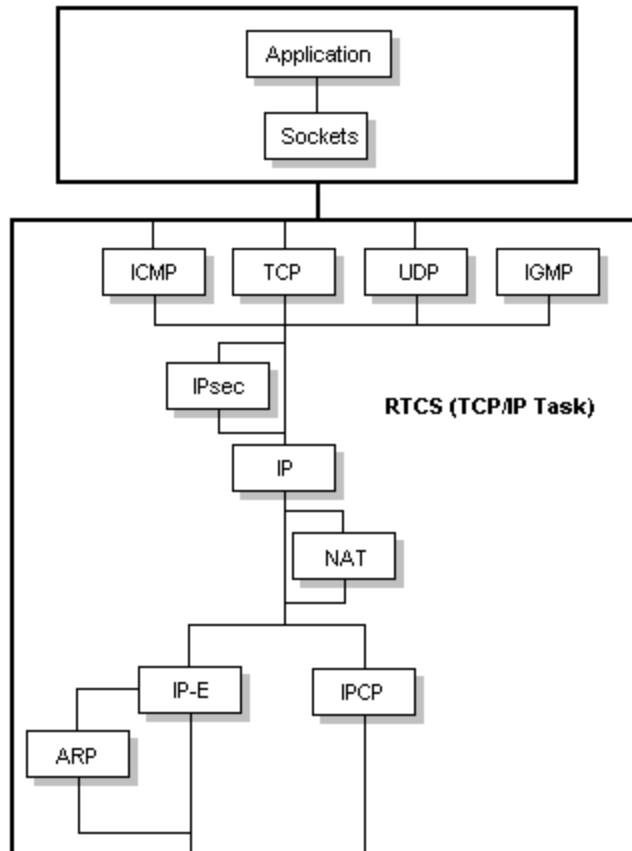 Application
Sockets
ICMP
TCP
UDP
IGMP
IPsec
RTCS (TCP/IP Task)
IP
NAT
IP-E
IPCP
ARP